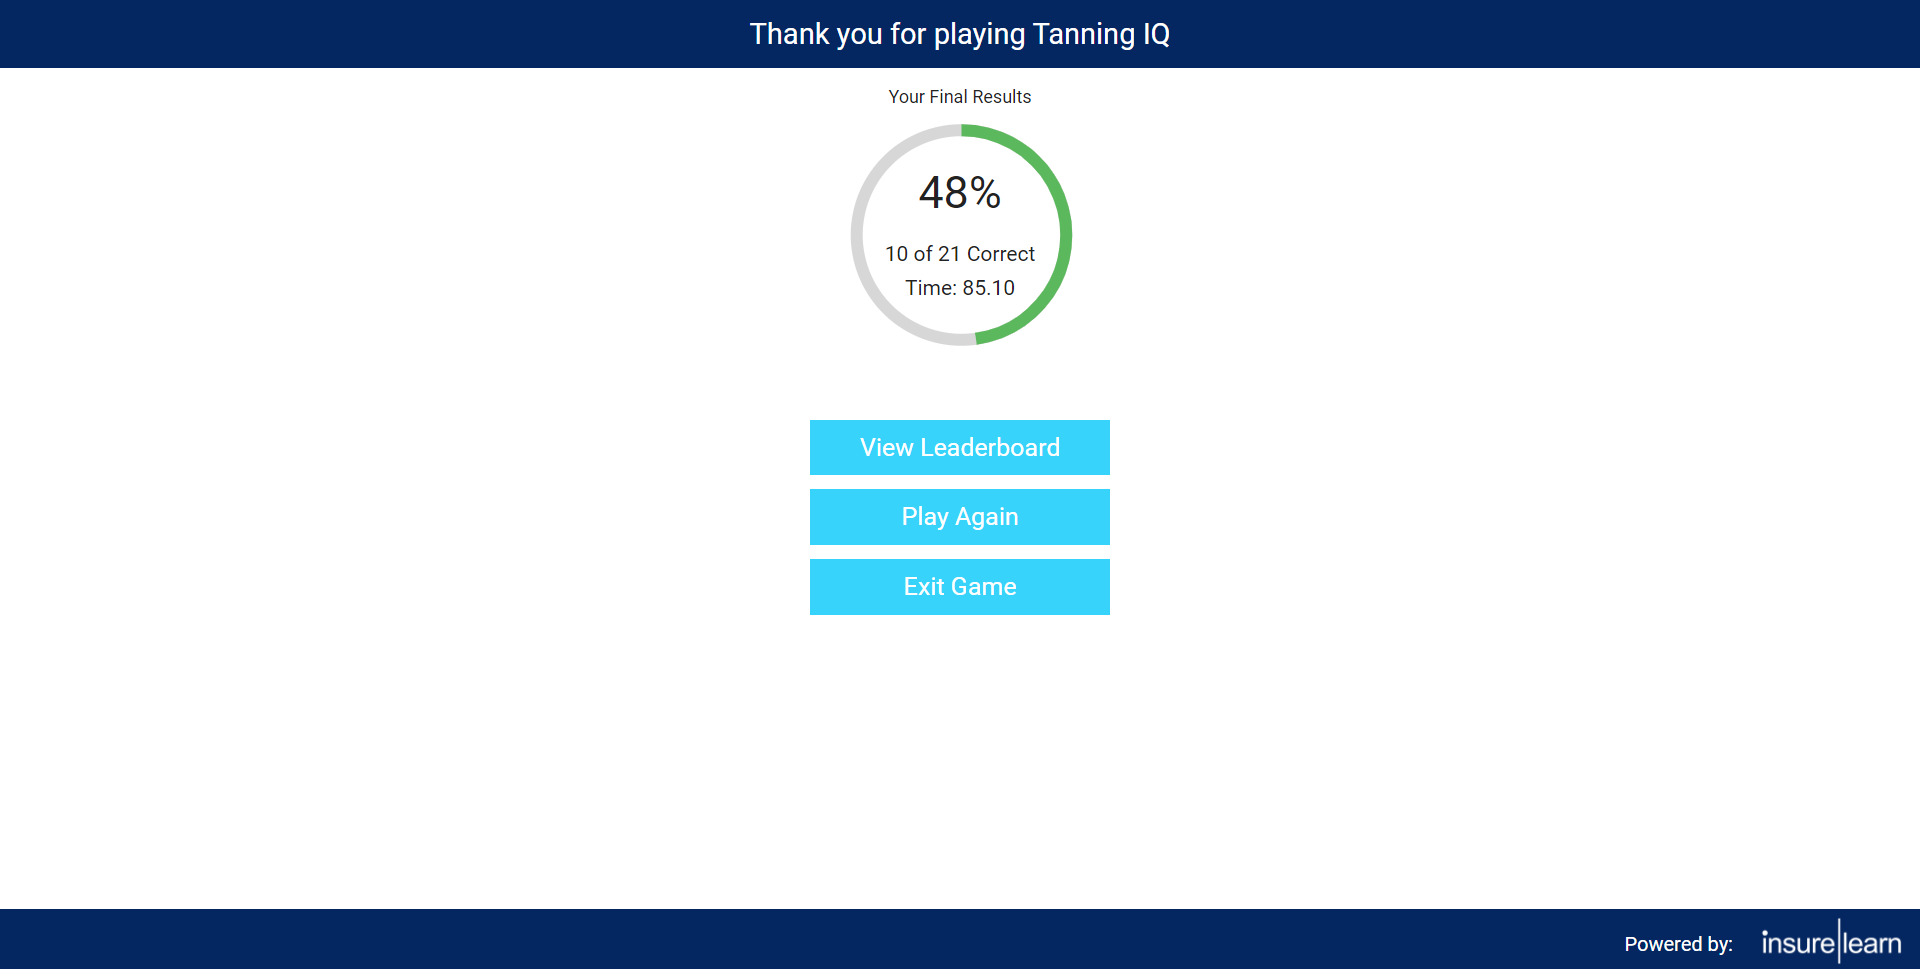 Thank you for playing Tanning IQ
Your Final Results
48%
10 of 21 Correct
Time: 85.10
View Leaderboard
Play Again
Exit Game
Powered by: insure|learn